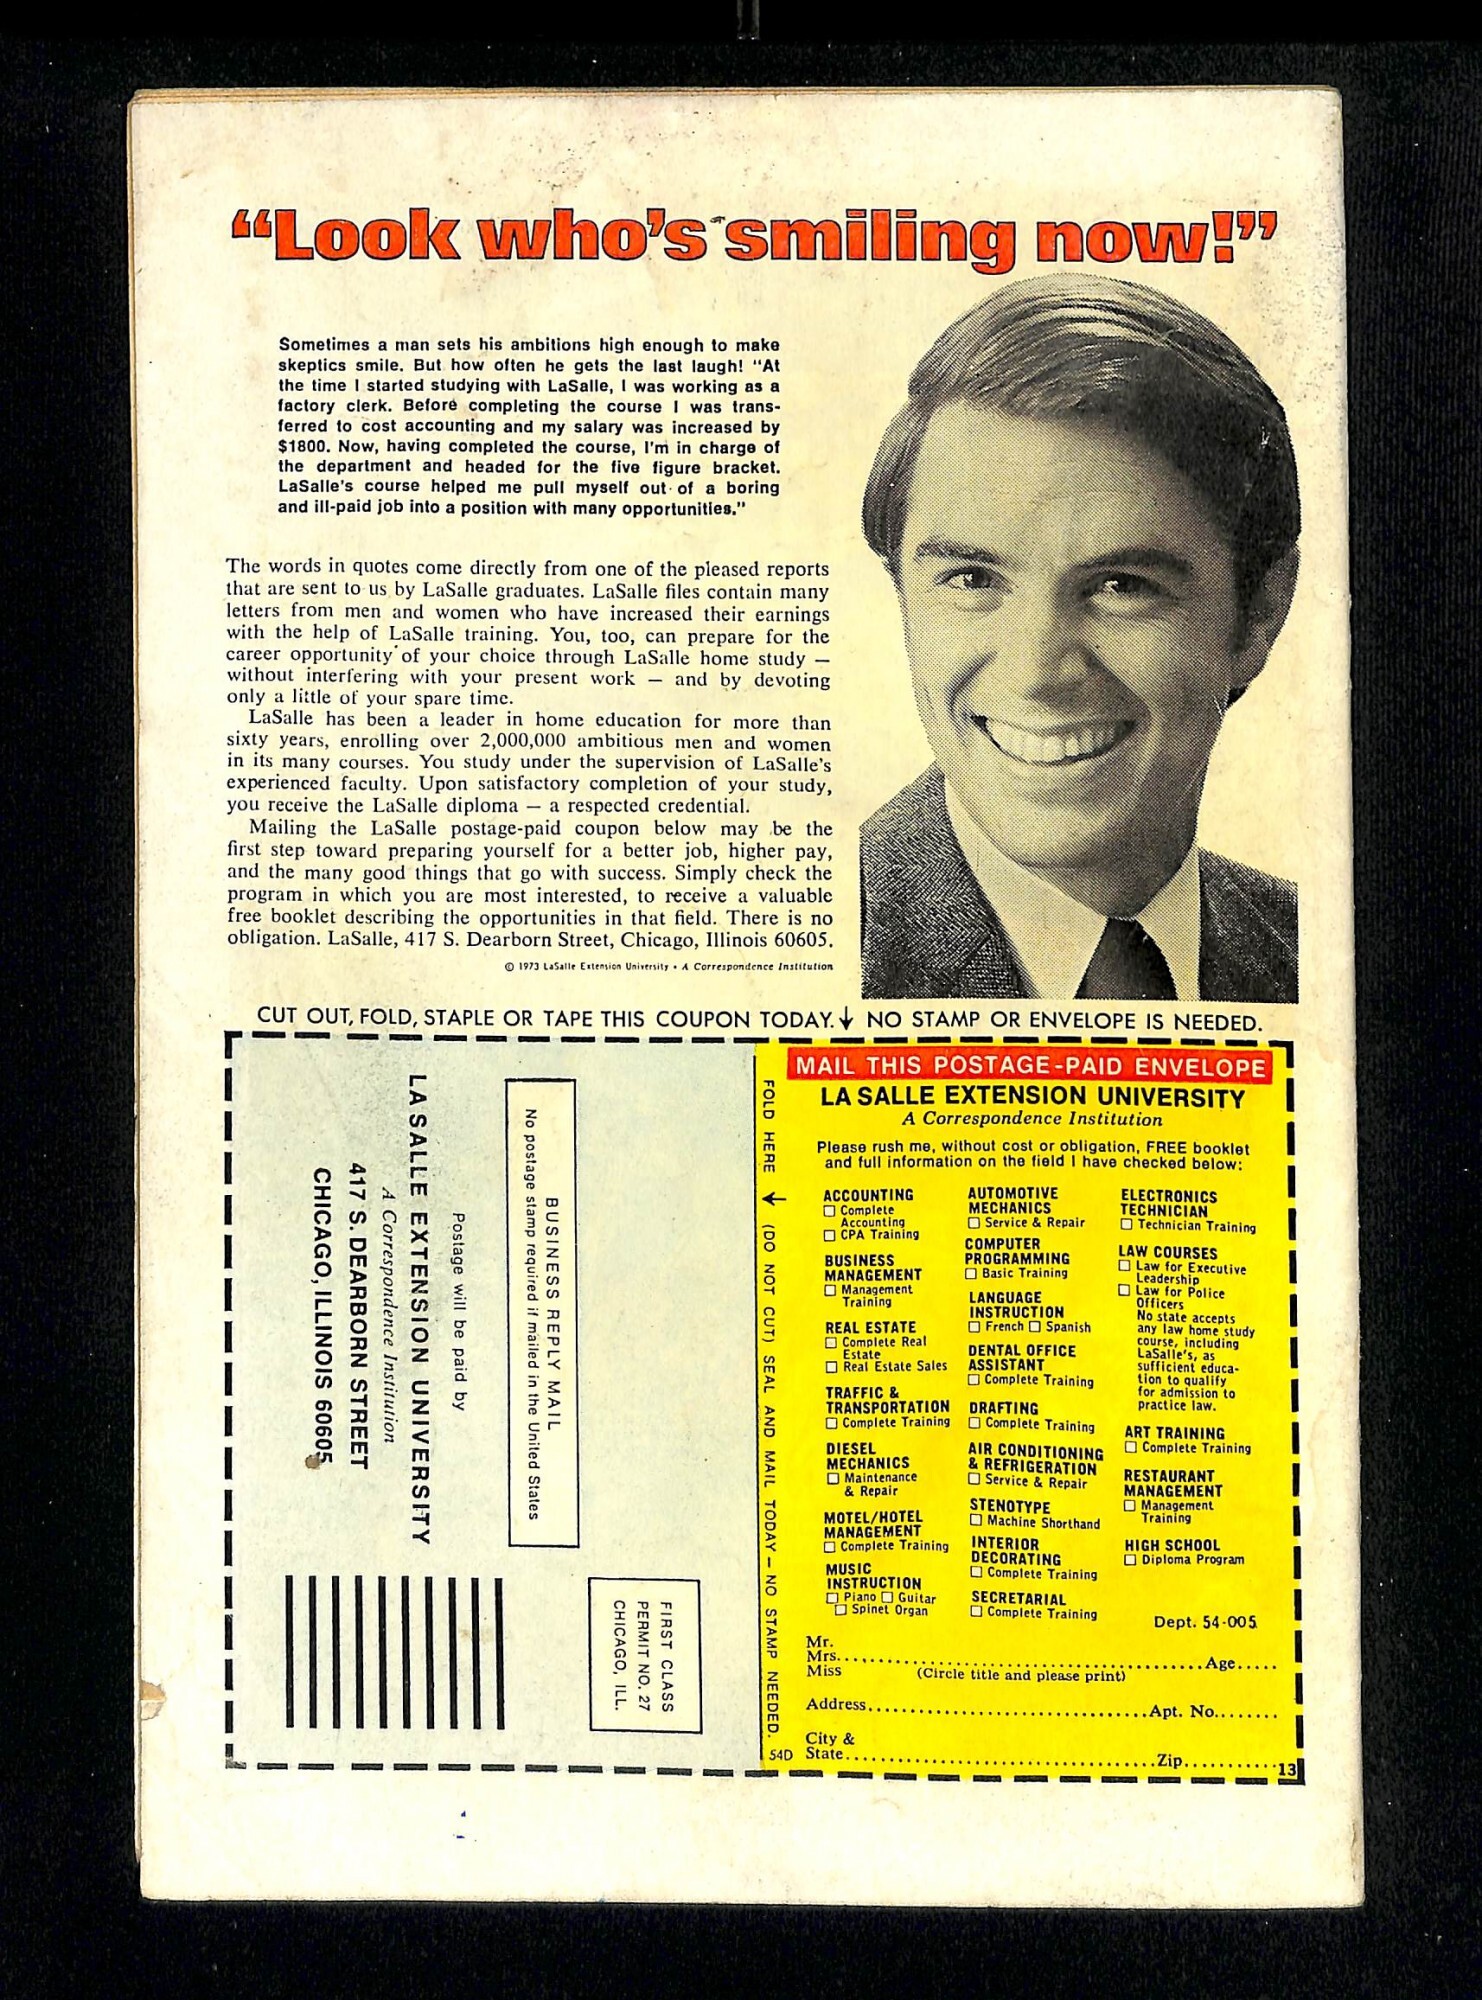 “Look who’s smiling now!”
Sometimes a man sets his ambitions high enough to make
skeptics smile. But how often he gets the last laugh! “At
the time I started studying with LaSalle, I was working as a
factory clerk. Before completing the course I was trans-
ferred to cost accounting and my salary was increased by
$1800. Now, having completed the course, I’m in charge of
the department and headed for the five figure bracket.
LaSalle’s course helped me pull myself out of a boring
and ill-paid job into a position with many opportunities.”
The words in quotes come directly from one of the pleased reports
that are sent to us by LaSalle graduates. LaSalle files contain many
letters from men and women who have increased their earnings
with the help of LaSalle training. You, too, can prepare for the
career opportunity of your choice through LaSalle home study —
without interfering with your present work — and by devoting
only a little of your spare time.
LaSalle has been a leader in home education for more than
sixty years, enrolling over 2,000,000 ambitious men and women
in its many courses. You study under the supervision of LaSalle’s
experienced faculty. Upon satisfactory completion of your study,
you receive the LaSalle diploma — a respected credential.
Mailing the LaSalle postage-paid coupon below may be the
first step toward preparing yourself for a better job, higher pay,
and the many good things that go with success. Simply check the
program in which you are most interested, to receive a valuable
free booklet describing the opportunities in that field. There is no
obligation. LaSalle, 417 S. Dearborn Street, Chicago, Illinois 60605.
© 1973 LaSalle Extension University • A Correspondence Institution
CUT OUT, FOLD, STAPLE OR TAPE THIS COUPON TODAY. ↓ NO STAMP OR ENVELOPE IS NEEDED.
FIRST CLASS
PERMIT NO. 27
CHICAGO, ILL.
BUSINESS REPLY MAIL
No postage stamp required if mailed in the United States
Postage will be paid by
LA SALLE EXTENSION UNIVERSITY
A Correspondence Institution
417 S. DEARBORN STREET
CHICAGO, ILLINOIS 60605
FOLD HERE → (DO NOT CUT) SEAL AND MAIL TODAY — NO STAMP NEEDED.
54D
MAIL THIS POSTAGE-PAID ENVELOPE
LA SALLE EXTENSION UNIVERSITY
A Correspondence Institution
Please rush me, without cost or obligation, FREE booklet
and full information on the field I have checked below:
ACCOUNTING
☐ Complete
Accounting
☐ CPA Training
BUSINESS
MANAGEMENT
☐ Management
Training
REAL ESTATE
☐ Complete Real
Estate
☐ Real Estate Sales
TRAFFIC &
TRANSPORTATION
☐ Complete Training
DIESEL
MECHANICS
☐ Maintenance
& Repair
MOTEL/HOTEL
MANAGEMENT
☐ Complete Training
MUSIC
INSTRUCTION
☐ Piano ☐ Guitar
☐ Spinet Organ
AUTOMOTIVE
MECHANICS
☐ Service & Repair
COMPUTER
PROGRAMMING
☐ Basic Training
LANGUAGE
INSTRUCTION
☐ French ☐ Spanish
DENTAL OFFICE
ASSISTANT
☐ Complete Training
DRAFTING
☐ Complete Training
AIR CONDITIONING
& REFRIGERATION
☐ Service & Repair
STENOTYPE
☐ Machine Shorthand
INTERIOR
DECORATING
☐ Complete Training
SECRETARIAL
☐ Complete Training
ELECTRONICS
TECHNICIAN
☐ Technician Training
LAW COURSES
☐ Law for Executive
Leadership
☐ Law for Police
Officers
No state accepts
any law home study
course, including
LaSalle’s, as
sufficient educa-
tion to qualify
for admission to
practice law.
ART TRAINING
☐ Complete Training
RESTAURANT
MANAGEMENT
☐ Management
Training
HIGH SCHOOL
☐ Diploma Program
Dept. 54-005
Mr.
Mrs. Age
Miss (Circle title and please print)
Address Apt. No.
City &
State Zip 13